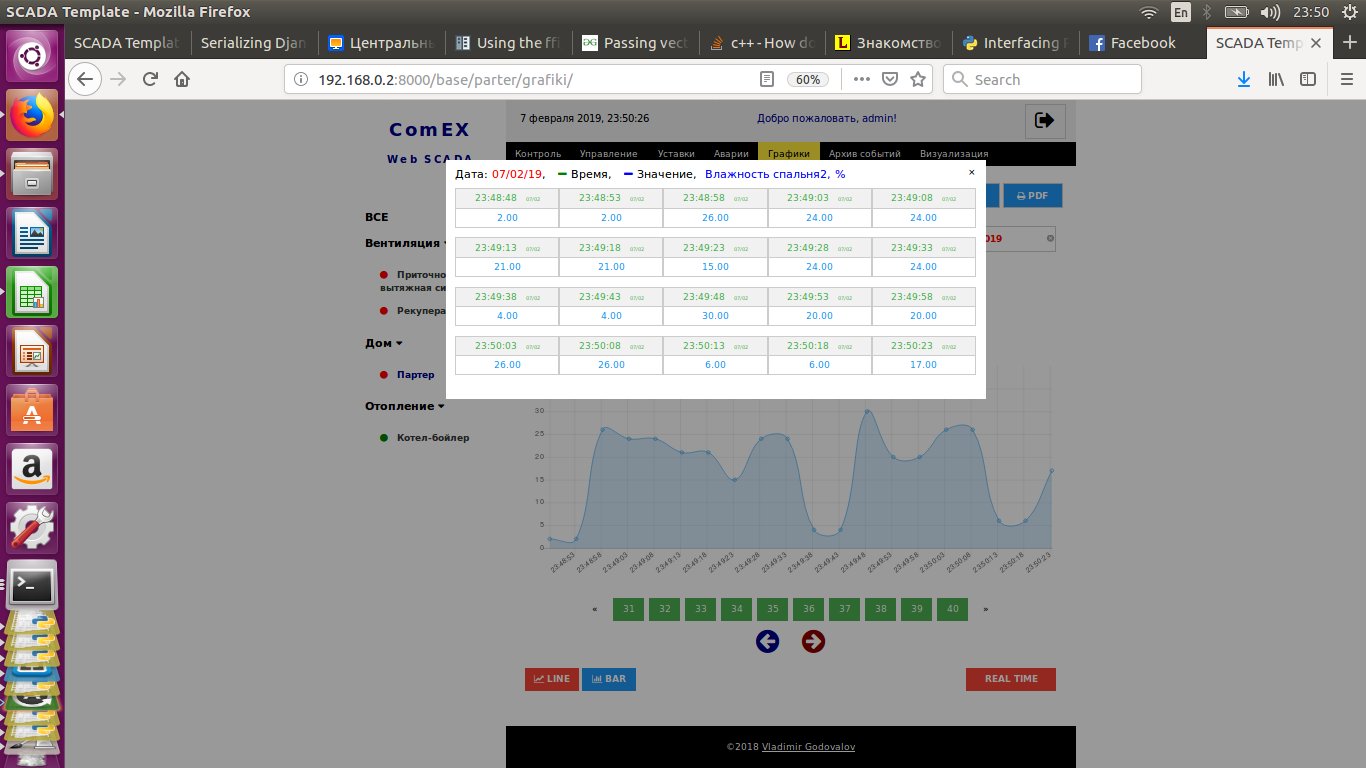 SCADA Template - Mozilla Firefox
En
23:50
SCADA Templat
Serializing Djan
Центральны
Using the ffi
Passing vect
c++ - How do
Знакомство
Interfacing P
Facebook
SCADA Temp
192.168.0.2:8000/base/parter/grafiki/
60%
Search
ComEX
Web SCADA
7 февраля 2019, 23:50:26
Добро пожаловать, admin!
Контроль Управление Уставки Аварии Графики Архив событий Визуализация
Дата: 07/02/19, Время, Значение, Влажность спальня2, % ×
PDF
23:48:48 07/02 23:48:53 07/02 23:48:58 07/02 23:49:03 07/02 23:49:08 07/02
2.00 2.00 26.00 24.00 24.00
23:49:13 07/02 23:49:18 07/02 23:49:23 07/02 23:49:28 07/02 23:49:33 07/02
21.00 21.00 15.00 24.00 24.00
23:49:38 07/02 23:49:43 07/02 23:49:48 07/02 23:49:53 07/02 23:49:58 07/02
4.00 4.00 30.00 20.00 20.00
23:50:03 07/02 23:50:08 07/02 23:50:13 07/02 23:50:18 07/02 23:50:23 07/02
26.00 26.00 6.00 6.00 17.00
019
ВСЕ
Вентиляция
Приточно
вытяжная си
Рекупера
Дом
Партер
Отопление
Котел-бойлер
30
25
20
15
10
5
0
23:48:53 23:48:58 23:49:03 23:49:08 23:49:13 23:49:18 23:49:23 23:49:28 23:49:33 23:49:38 23:49:43 23:49:48 23:49:53 23:49:58 23:50:03 23:50:08 23:50:13 23:50:18 23:50:23
« 31 32 33 34 35 36 37 38 39 40 »
LINE BAR REAL TIME
©2018 Vladimir Godovalov